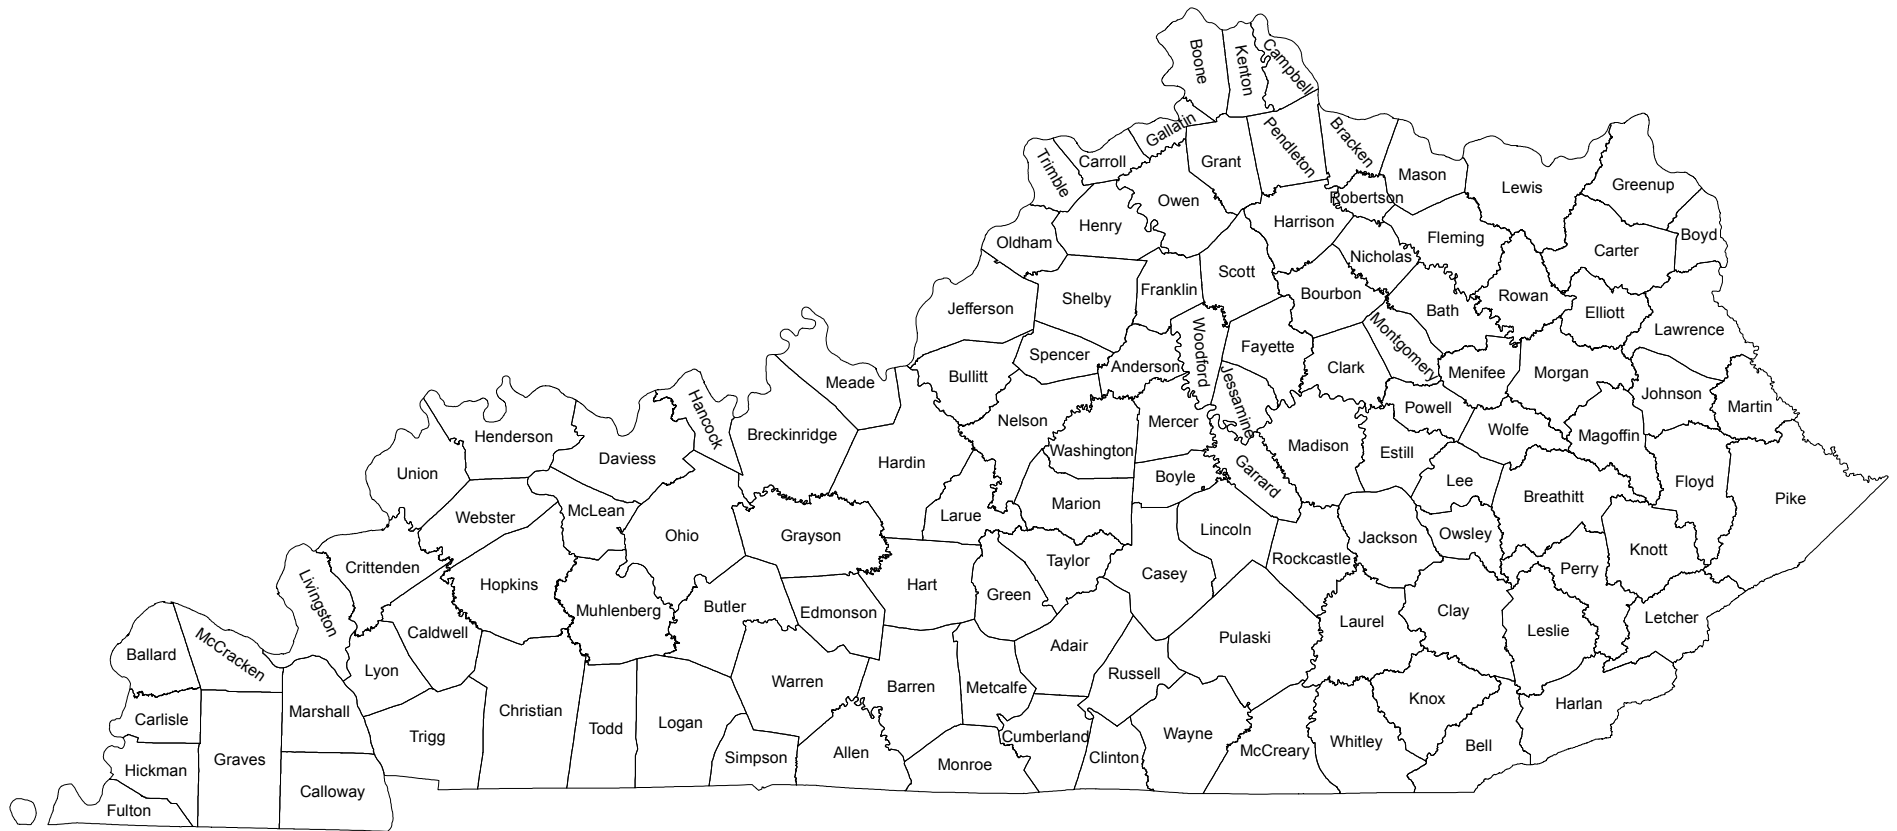 Boone
Kenton
Campbell
Gallatin
Pendleton
Bracken
Trimble
Carroll
Grant
Mason
Lewis
Greenup
Owen
Robertson
Henry
Harrison
Fleming
Boyd
Oldham
Carter
Nicholas
Scott
Shelby
Franklin
Bourbon
Rowan
Jefferson
Bath
Elliott
Lawrence
Montgomery
Woodford
Fayette
Spencer
Anderson
Clark
Menifee
Morgan
Bullitt
Meade
Jessamine
Johnson
Martin
Powell
Hancock
Nelson
Mercer
Wolfe
Magoffin
Breckinridge
Henderson
Washington
Madison
Estill
Daviess
Hardin
Union
Boyle
Garrard
Lee
Floyd
Breathitt
Pike
Marion
McLean
Webster
Larue
Lincoln
Ohio
Grayson
Owsley
Jackson
Knott
Rockcastle
Taylor
Crittenden
Perry
Casey
Hopkins
Hart
Green
Livingston
Butler
Muhlenberg
Edmonson
Clay
Letcher
Laurel
Caldwell
Leslie
Pulaski
Adair
McCracken
Ballard
Lyon
Russell
Warren
Barren
Metcalfe
Knox
Harlan
Marshall
Christian
Carlisle
Logan
Todd
Trigg
Cumberland
Wayne
Whitley
Bell
McCreary
Allen
Simpson
Clinton
Graves
Monroe
Hickman
Calloway
Fulton